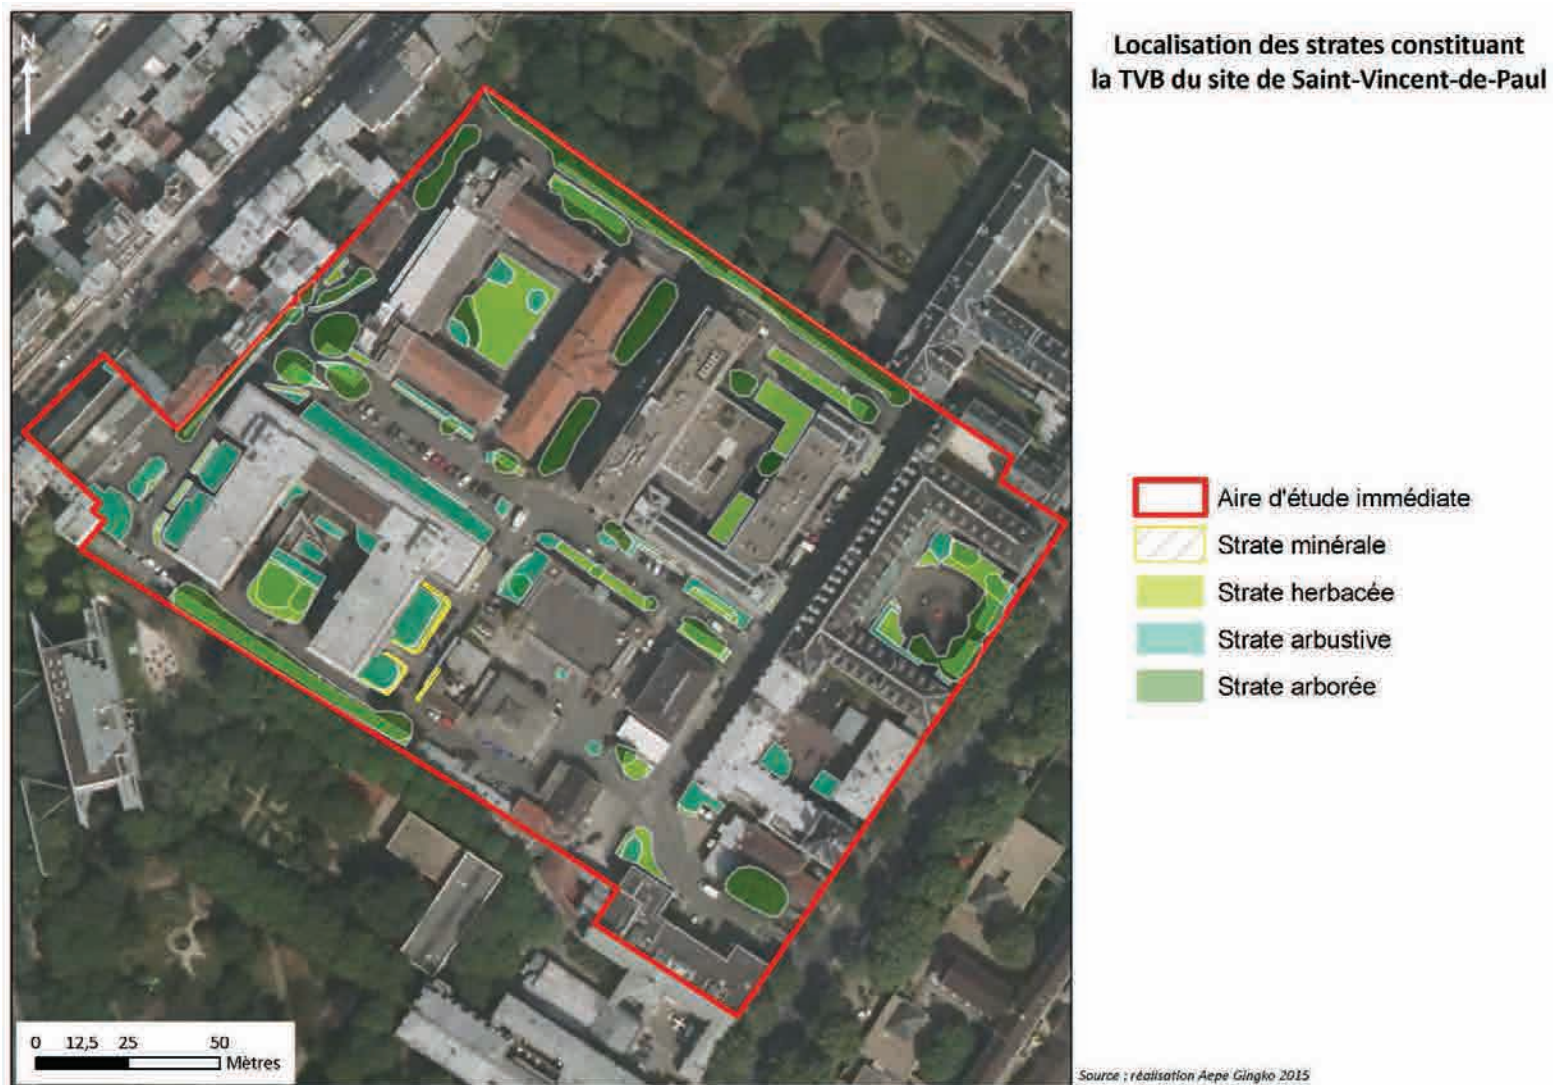 Localisation des strates constituant
la TVB du site de Saint-Vincent-de-Paul
N
Aire d'étude immédiate
Strate minérale
Strate herbacée
Strate arbustive
Strate arborée
0 12,5 25 50
Mètres
Source : réalisation Aepe Gingko 2015